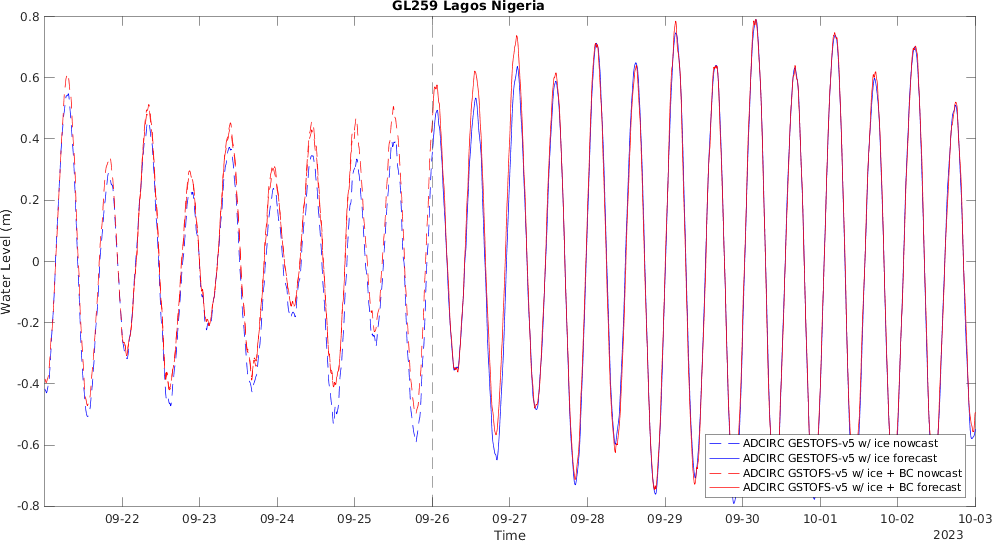 GL259 Lagos Nigeria
0.8
0.6
0.4
0.2
0
-0.2
-0.4
-0.6
-0.8
Water Level (m)
ADCIRC GESTOFS-v5 w/ ice nowcast
ADCIRC GESTOFS-v5 w/ ice forecast
ADCIRC GSTOFS-v5 w/ ice + BC nowcast
ADCIRC GSTOFS-v5 w/ ice + BC forecast
09-22 09-23 09-24 09-25 09-26 09-27 09-28 09-29 09-30 10-01 10-02 10-03
Time
2023